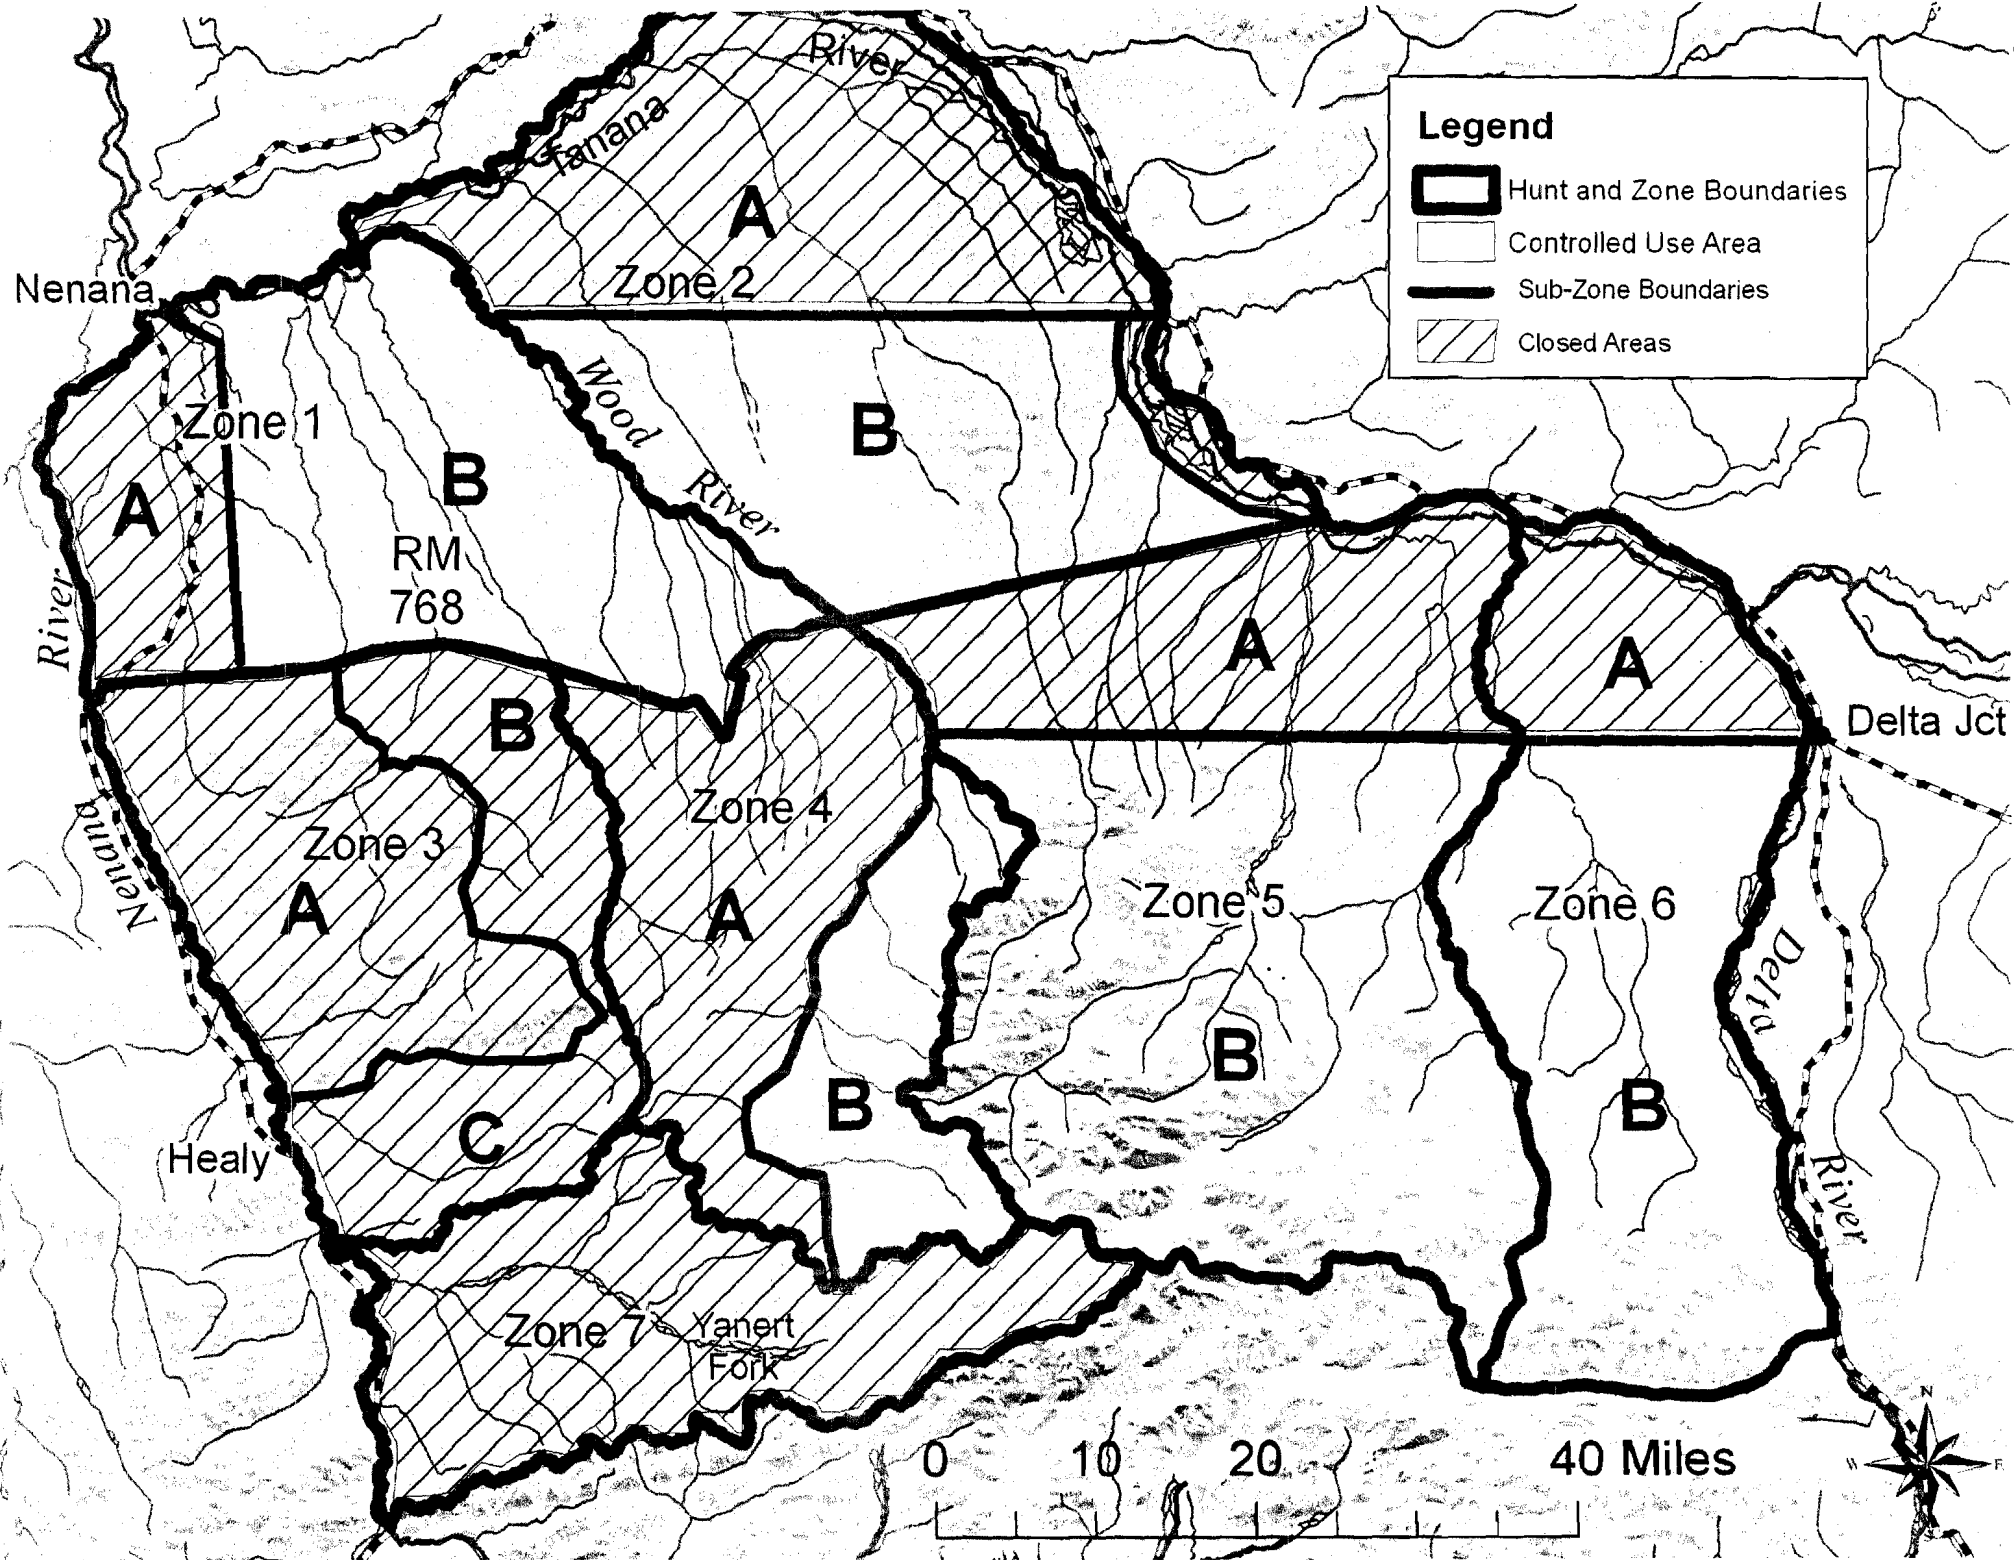 River
Tanana
A
Zone 2
Legend
Hunt and Zone Boundaries
Controlled Use Area
Sub-Zone Boundaries
Closed Areas
Nenana
Zone 1
A
B
RM
768
Wood
River
B
River
Nenana
A
A
Delta Jct
B
Zone 3
A
Zone 4
A
Zone 5
B
B
Zone 6
B
Delta
River
C
Healy
Zone 7
Yanert
Fork
0 10 20 40 Miles
N
W E